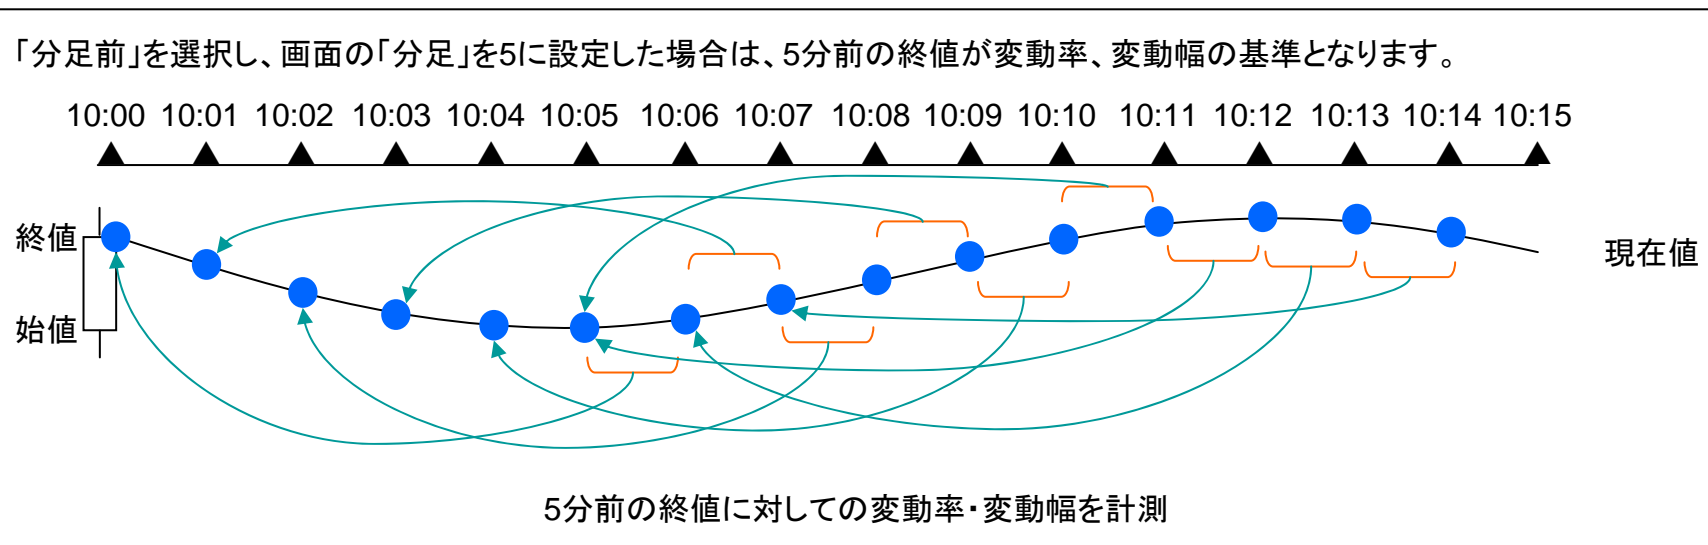 「分足前」を選択し、画面の「分足」を5に設定した場合は、5分前の終値が変動率、変動幅の基準となります。
10:00 10:01 10:02 10:03 10:04 10:05 10:06 10:07 10:08 10:09 10:10 10:11 10:12 10:13 10:14 10:15
終値
現在値
始値
5分前の終値に対しての変動率・変動幅を計測